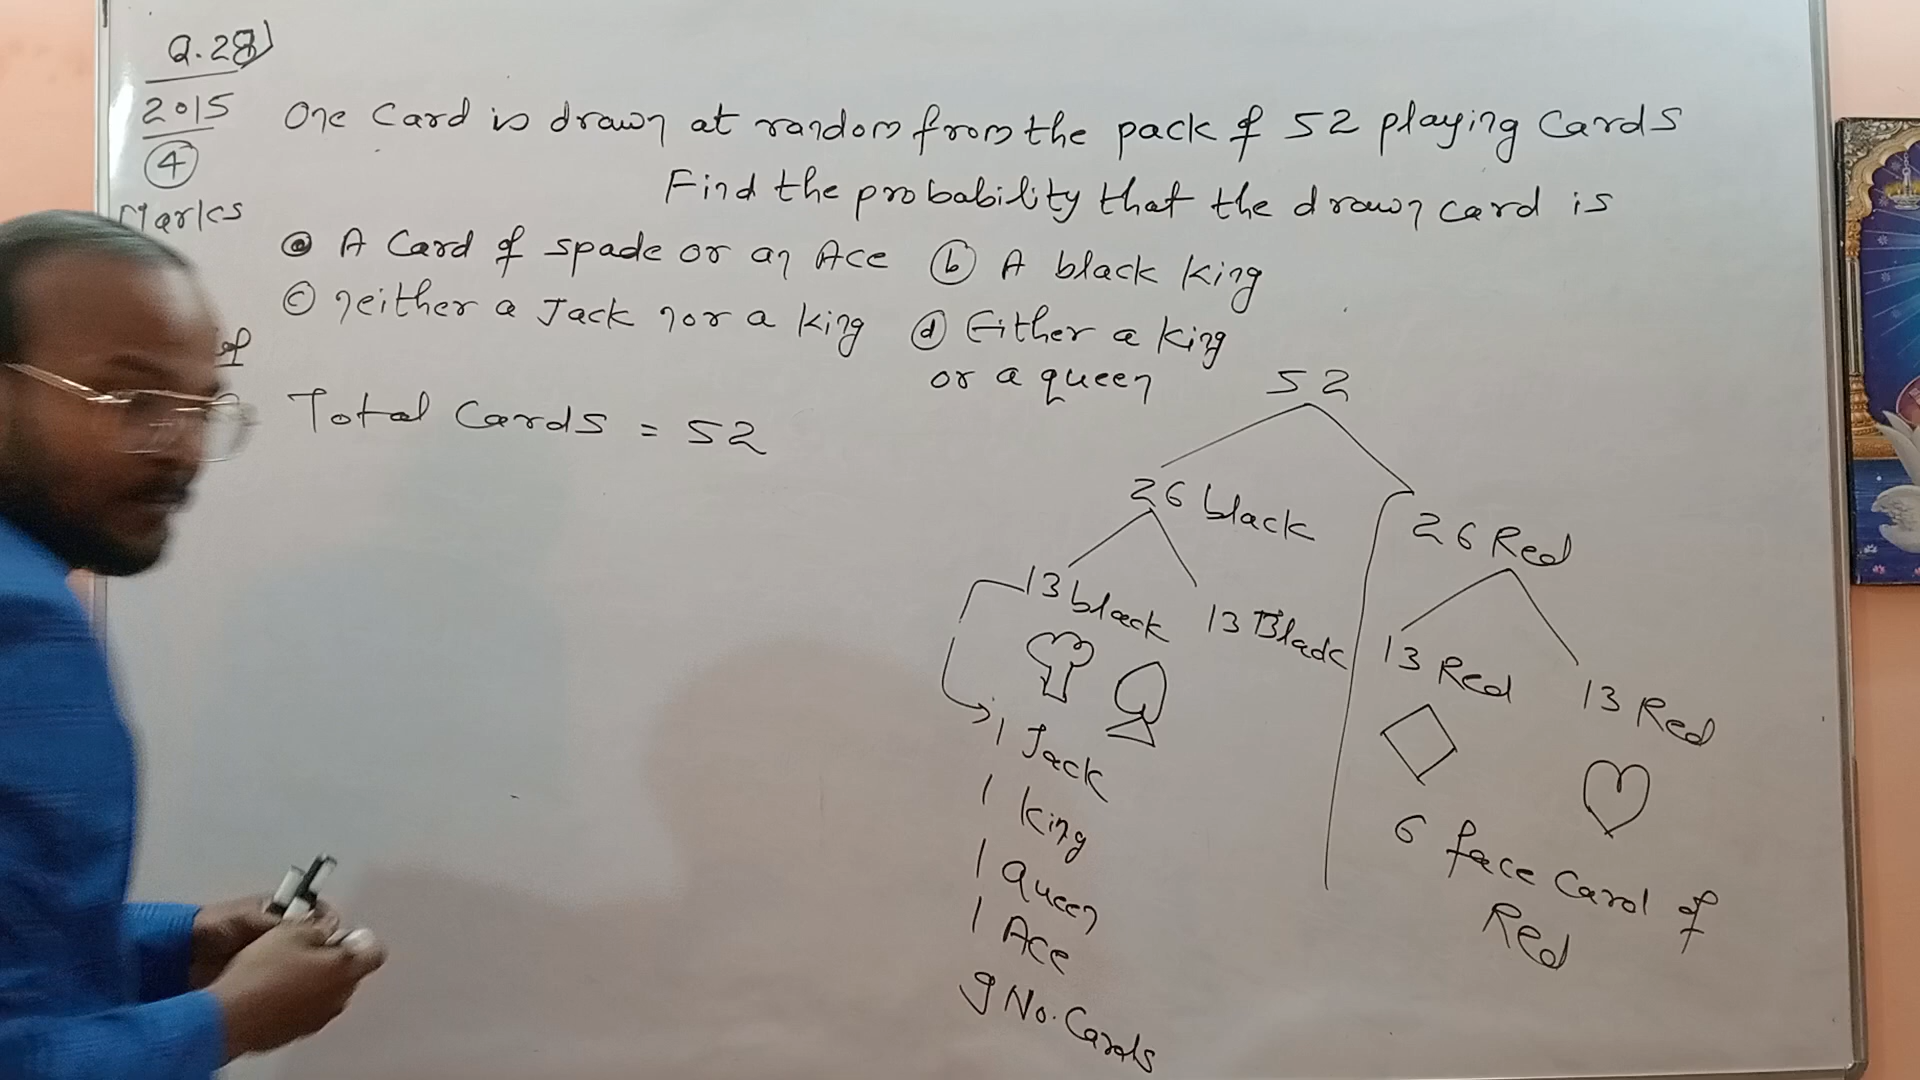 Q.28)
2015
4
Marks
One Card is drawn at random from the pack of 52 playing Cards
Find the probability that the drawn card is
a A Card of spade or an Ace b A black king
c neither a Jack nor a king d Either a king
or a queen
of
Total Cards = 52
52
26 black
26 Red
13 black
13 Black
13 Red
13 Red
1 Jack
1 king
1 Queen
1 Ace
9 No. Cards
6 face Card of
Red